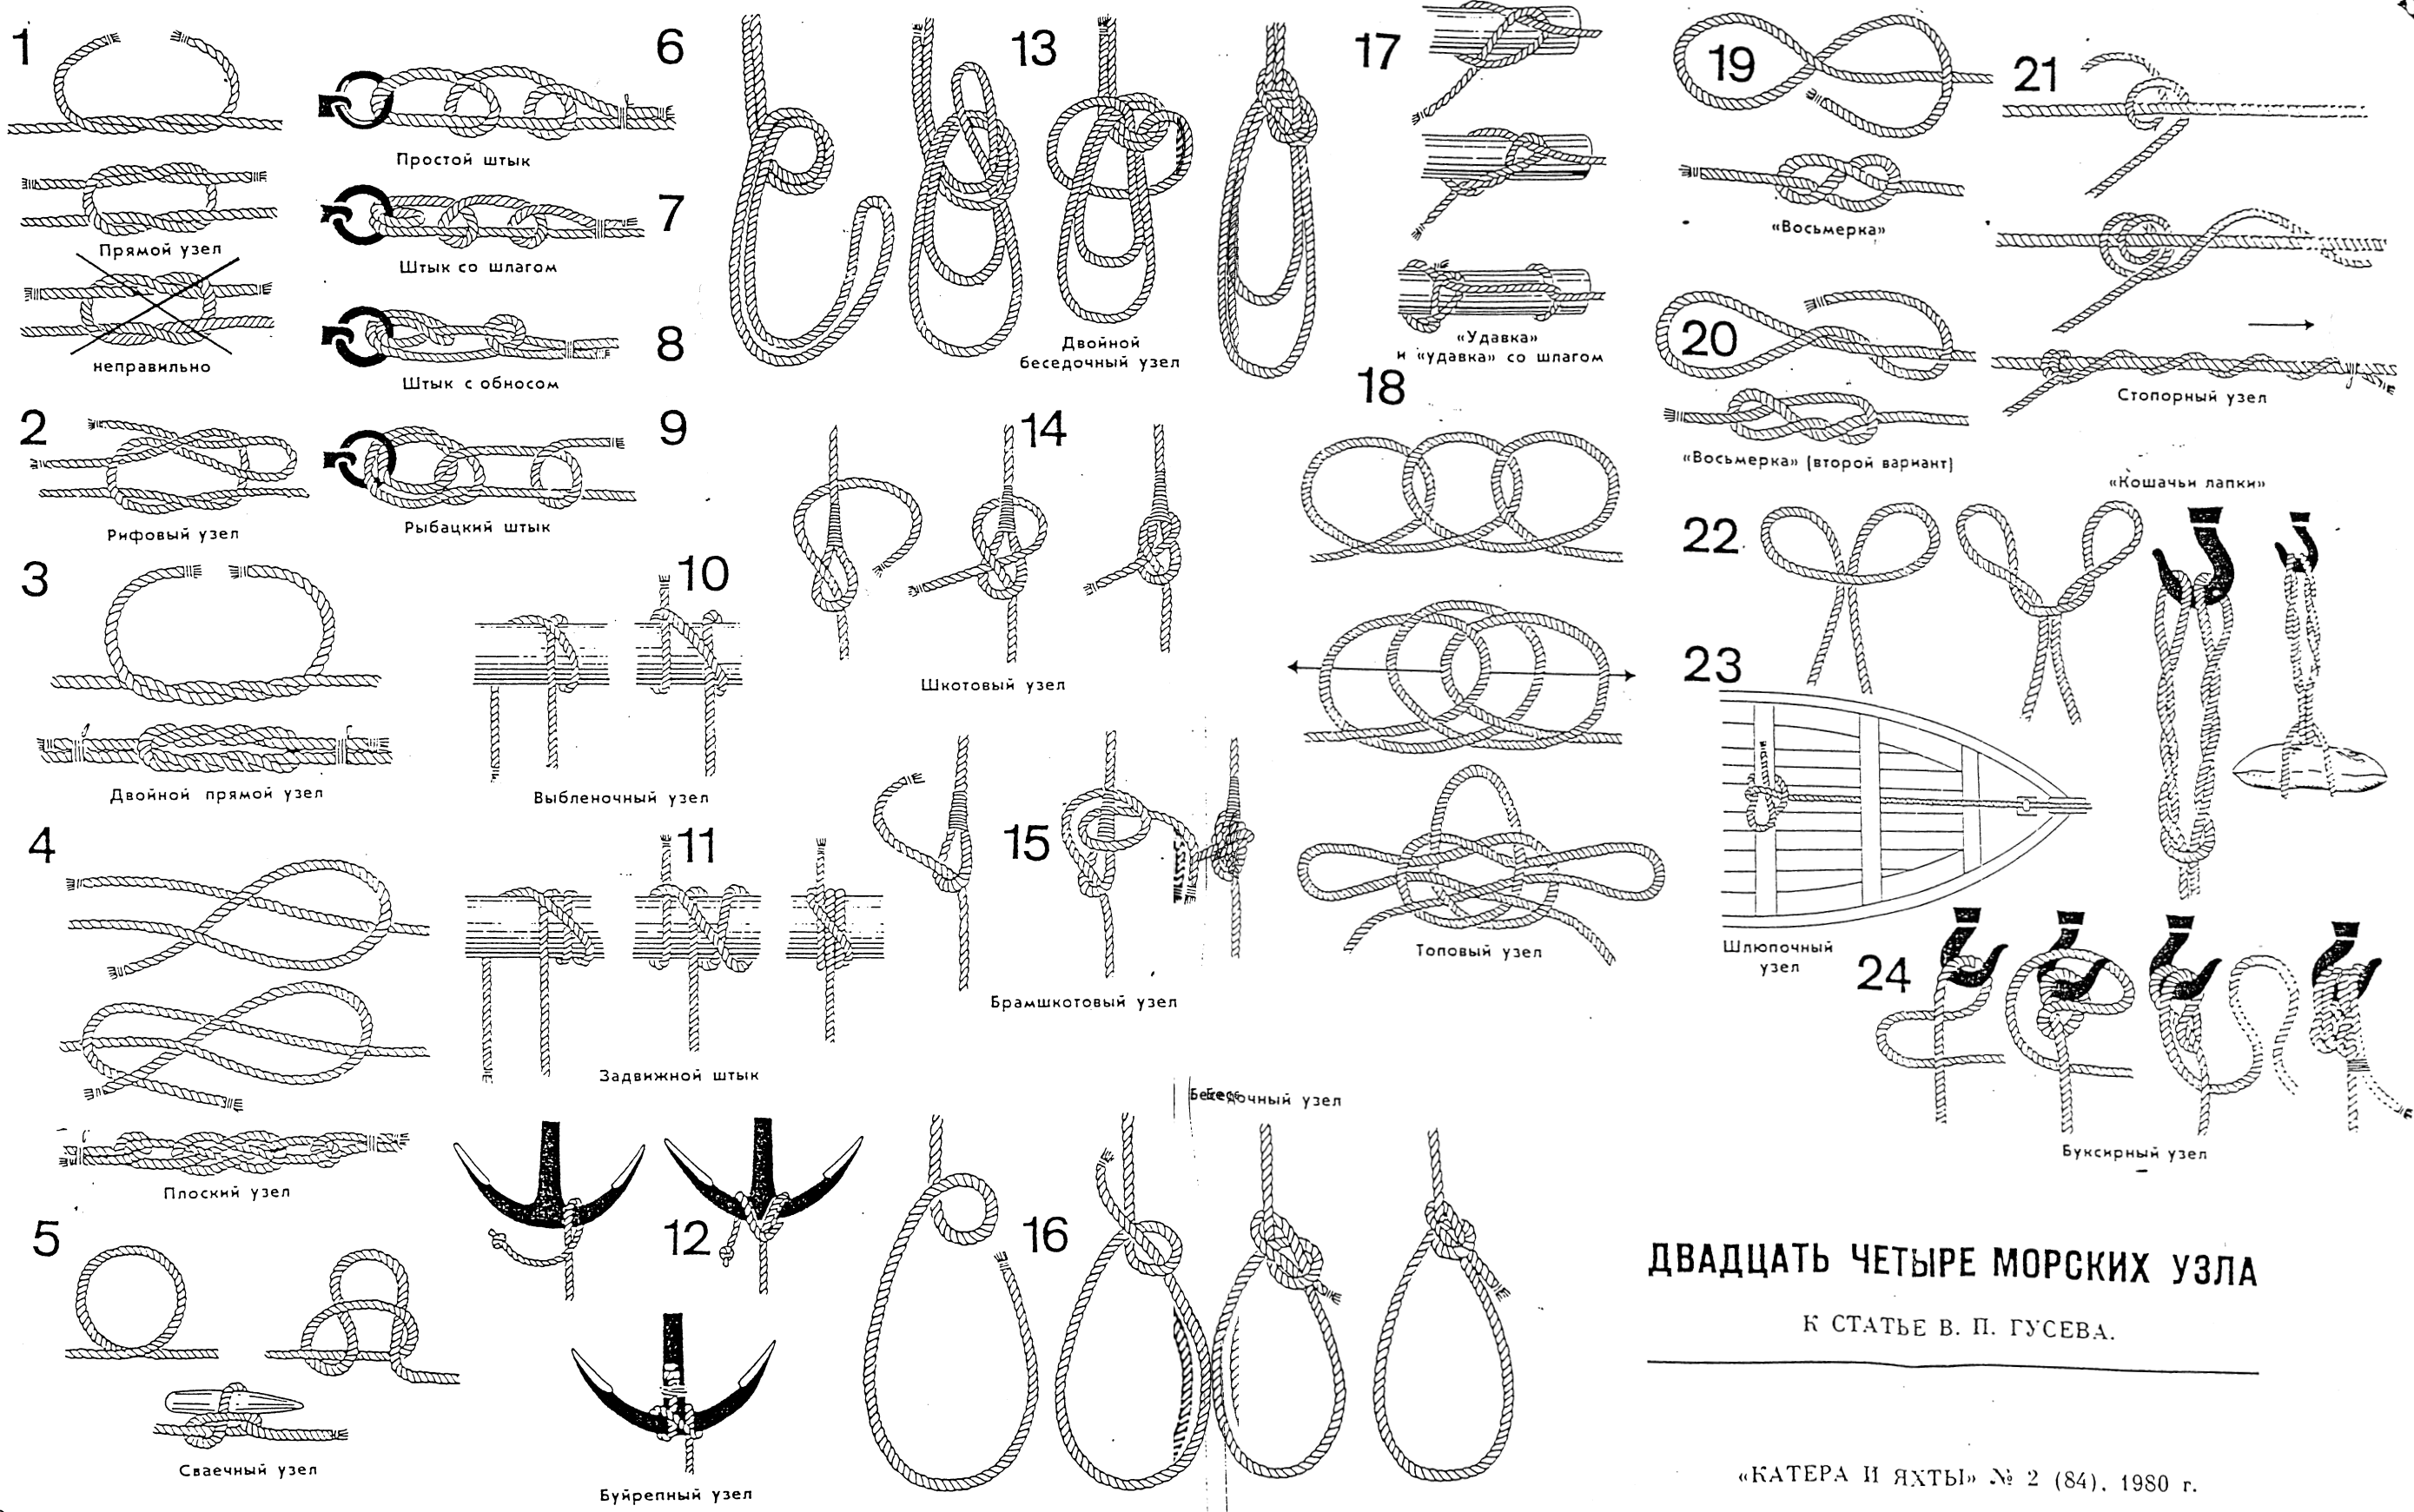 1
Прямой узел
неправильно
2
Рифовый узел
3
Двойной прямой узел
4
Плоский узел
5
Сваечный узел
6
Простой штык
7
Штык со шлагом
8
Штык с обносом
9
Рыбацкий штык
10
Выбленочный узел
11
Задвижной штык
12
Буйрепный узел
13
Двойной
беседочный узел
14
Шкотовый узел
15
Брамшкотовый узел
Беседочный узел
16
17
«Удавка»
и «удавка» со шлагом
18
Топовый узел
19
«Восьмерка»
20
«Восьмерка» (второй вариант)
21
Стопорный узел
«Кошачьи лапки»
22
23
Шлюпочный
узел
24
Буксирный узел
ДВАДЦАТЬ ЧЕТЫРЕ МОРСКИХ УЗЛА
К СТАТЬЕ В. П. ГУСЕВА.
«КАТЕРА И ЯХТЫ» № 2 (84), 1980 г.